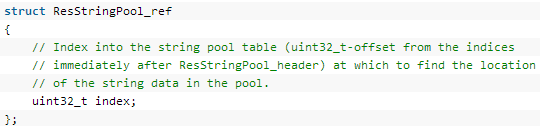 struct ResStringPool_ref
{
    // Index into the string pool table (uint32_t-offset from the indices
    // immediately after ResStringPool_header) at which to find the location
    // of the string data in the pool.
    uint32_t index;
};